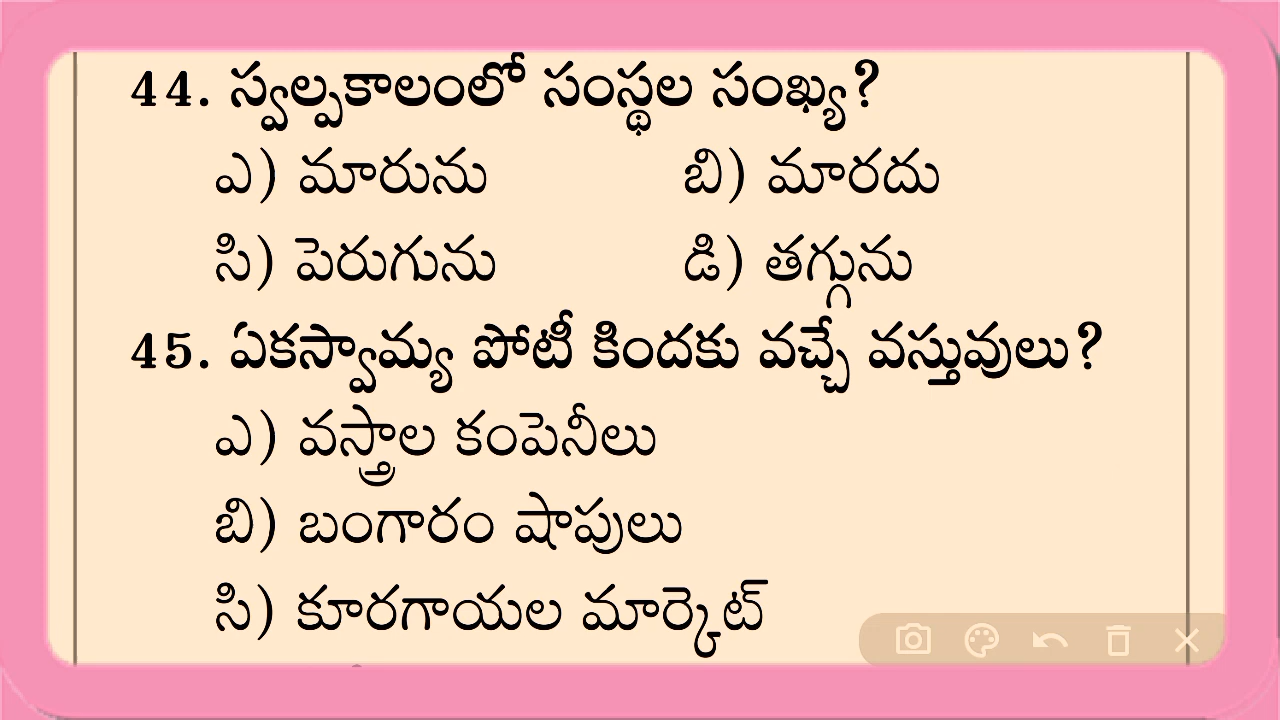 44. స్వల్పకాలంలో సంస్థల సంఖ్య?
ఎ) మారును బి) మారదు
సి) పెరుగును డి) తగ్గును
45. ఏకస్వామ్య పోటీ కిందకు వచ్చే వస్తువులు?
ఎ) వస్త్రాల కంపెనీలు
బి) బంగారం షాపులు
సి) కూరగాయల మార్కెట్